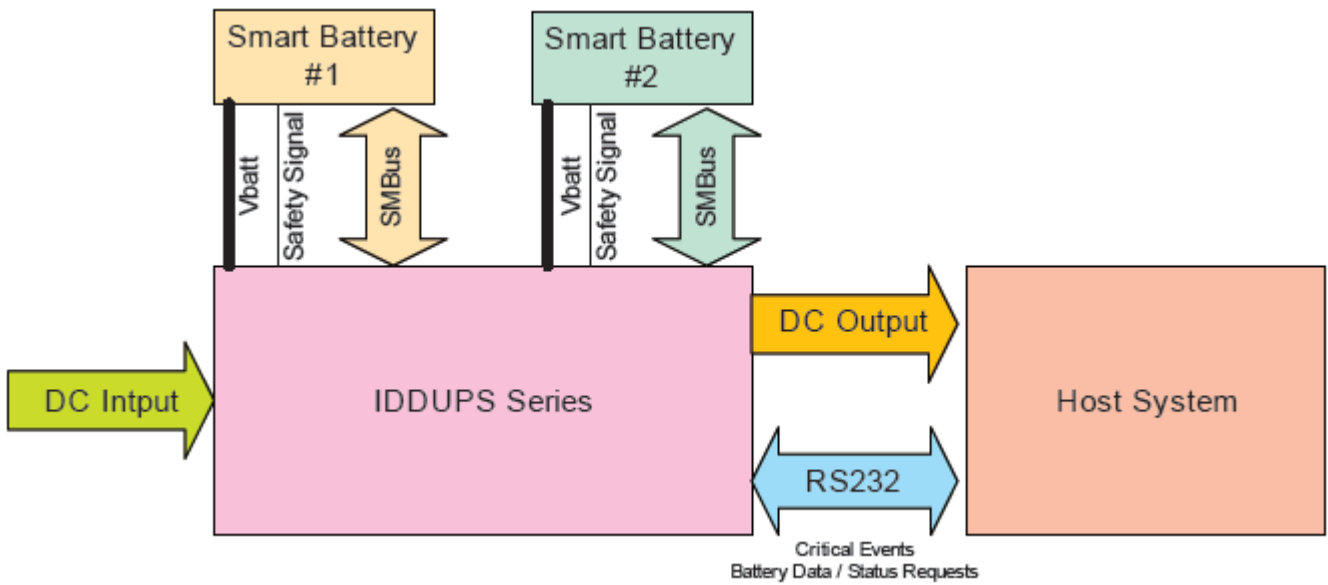 Smart Battery
#1
Smart Battery
#2
Vbatt
Safety Signal
SMBus
Vbatt
Safety Signal
SMBus
DC Output
DC Intput
IDDUPS Series
Host System
RS232
Critical Events
Battery Data / Status Requests